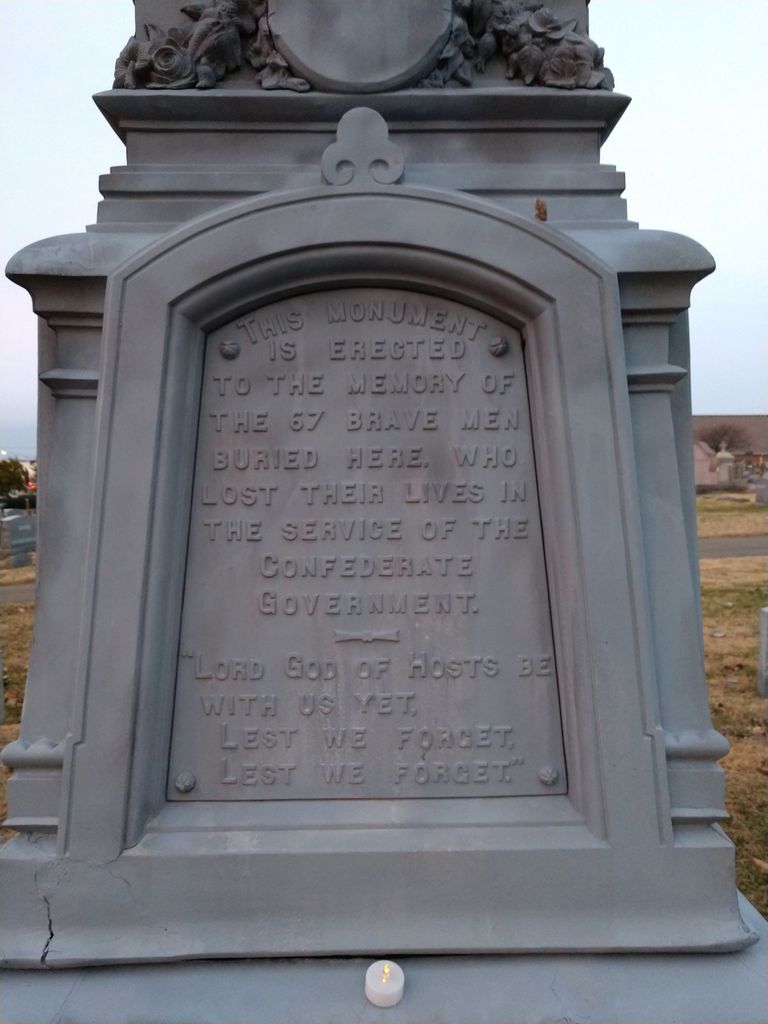 THIS MONUMENT
IS ERECTED
TO THE MEMORY OF
THE 67 BRAVE MEN
BURIED HERE, WHO
LOST THEIR LIVES IN
THE SERVICE OF THE
CONFEDERATE
GOVERNMENT.
"LORD GOD OF HOSTS BE
WITH US YET,
LEST WE FORGET,
LEST WE FORGET."